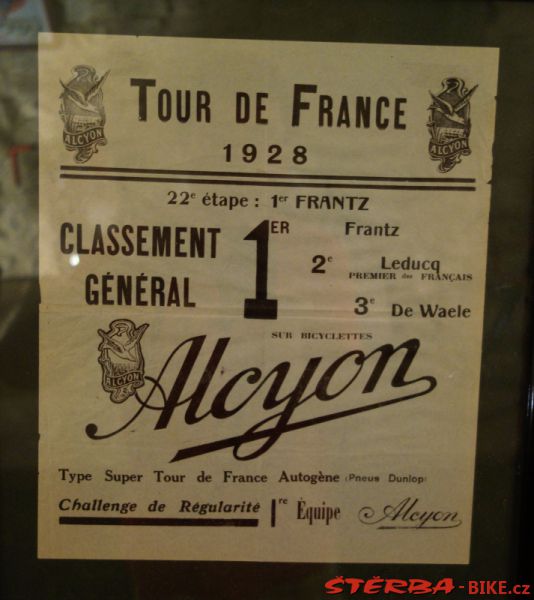 TOUR DE FRANCE
1928
ALCYON
ALCYON
22e étape : 1er FRANTZ
CLASSEMENT GÉNÉRAL
1ER Frantz
2e Leducq
PREMIER des FRANÇAIS
3e De Waele
SUR BICYCLETTES
ALCYON
Alcyon
Type Super Tour de France Autogène (Pneus Dunlop)
Challenge de Régularité 1re Équipe Alcyon
ŠTĚRBA-BIKE.cz